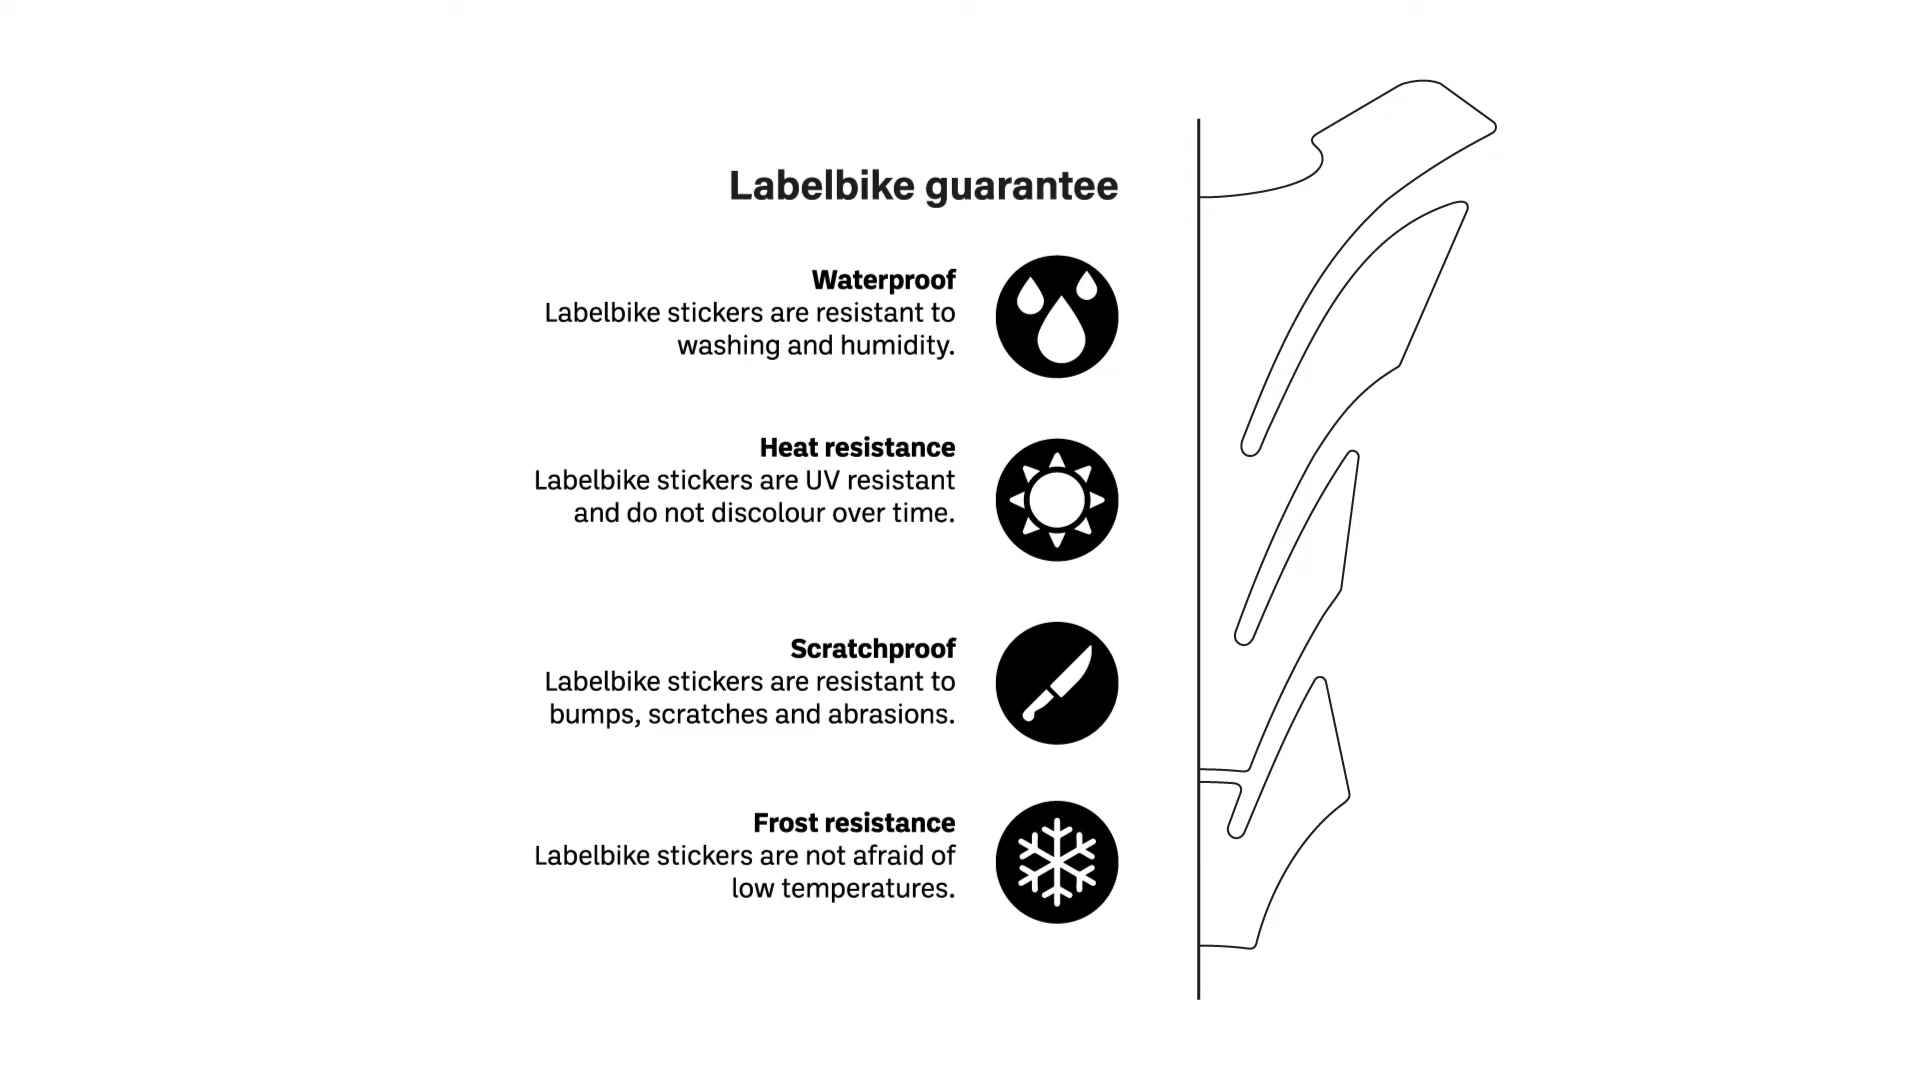 Labelbike guarantee
Waterproof
Labelbike stickers are resistant to
washing and humidity.
Heat resistance
Labelbike stickers are UV resistant
and do not discolour over time.
Scratchproof
Labelbike stickers are resistant to
bumps, scratches and abrasions.
Frost resistance
Labelbike stickers are not afraid of
low temperatures.